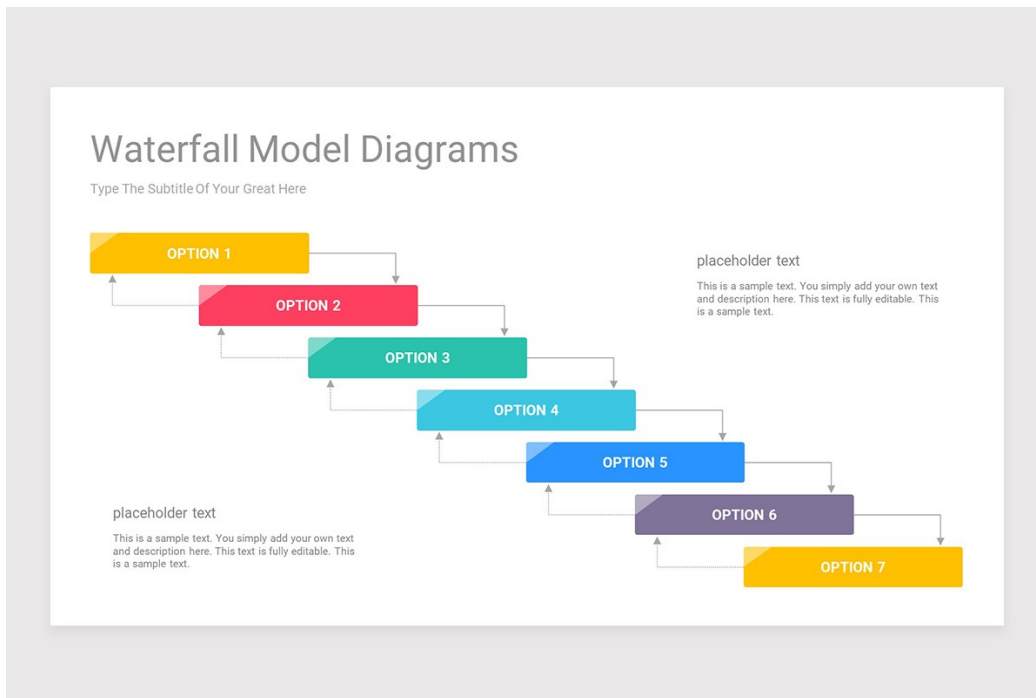 Waterfall Model Diagrams
Type The Subtitle Of Your Great Here
OPTION 1
placeholder text
This is a sample text. You simply add your own text
and description here. This text is fully editable. This
is a sample text.
OPTION 2
OPTION 3
OPTION 4
OPTION 5
OPTION 6
OPTION 7
placeholder text
This is a sample text. You simply add your own text
and description here. This text is fully editable. This
is a sample text.